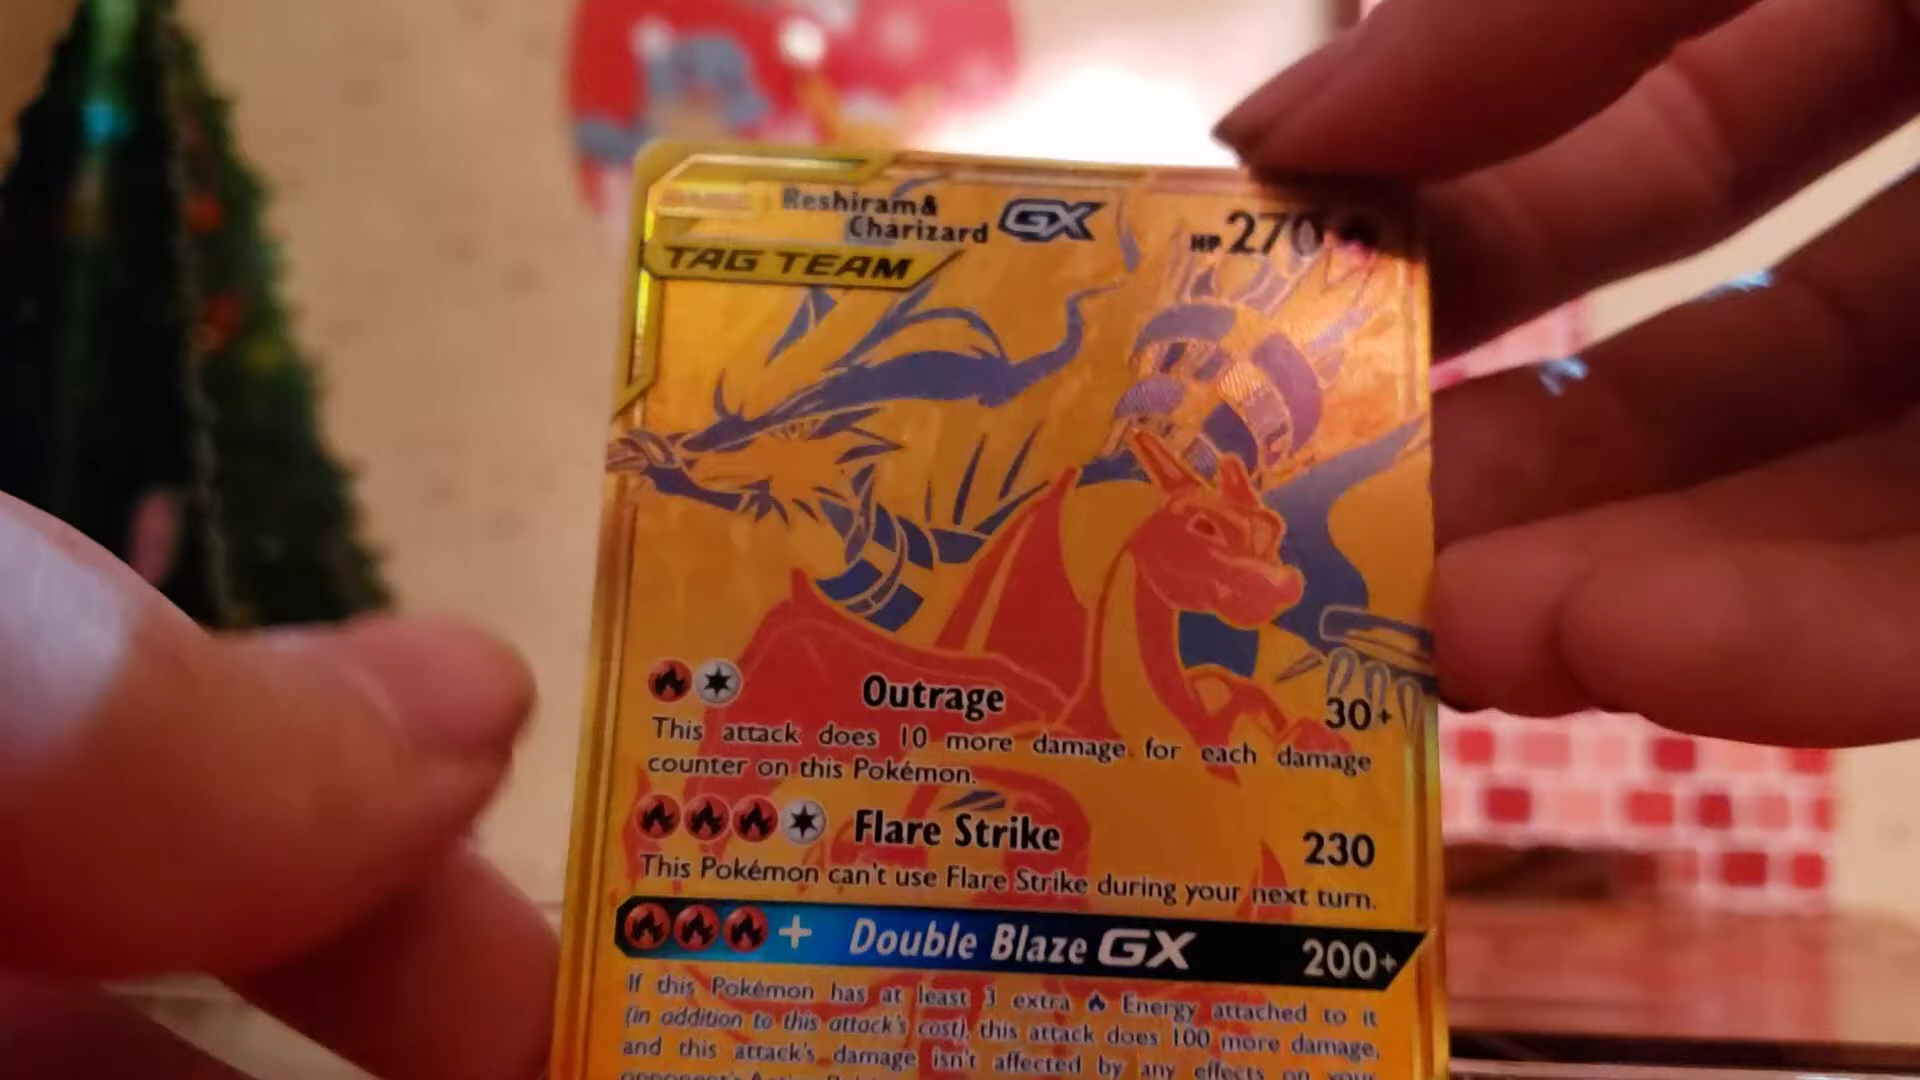 Reshiram&
Charizard GX
HP 270
TAG TEAM
Outrage 30+
This attack does 10 more damage for each damage
counter on this Pokémon.
Flare Strike 230
This Pokémon can't use Flare Strike during your next turn.
+ Double Blaze GX 200+
If this Pokémon has at least 3 extra Energy attached to it
(in addition to this attack's cost), this attack does 100 more damage,
and this attack's damage isn't affected by any effects on your